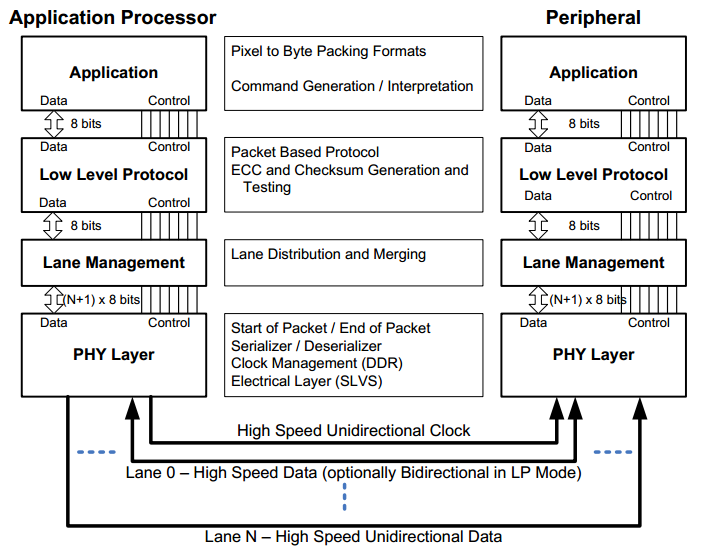 Application Processor
Peripheral
Application
Data Control
8 bits
Data Control
Low Level Protocol
Data Control
8 bits
Lane Management
(N+1) x 8 bits
Data Control
PHY Layer
Pixel to Byte Packing Formats
Command Generation / Interpretation
Packet Based Protocol
ECC and Checksum Generation and
Testing
Lane Distribution and Merging
Start of Packet / End of Packet
Serializer / Deserializer
Clock Management (DDR)
Electrical Layer (SLVS)
Application
Data Control
8 bits
Data Control
Low Level Protocol
Data Control
8 bits
Lane Management
(N+1) x 8 bits
Data Control
PHY Layer
High Speed Unidirectional Clock
Lane 0 – High Speed Data (optionally Bidirectional in LP Mode)
Lane N – High Speed Unidirectional Data